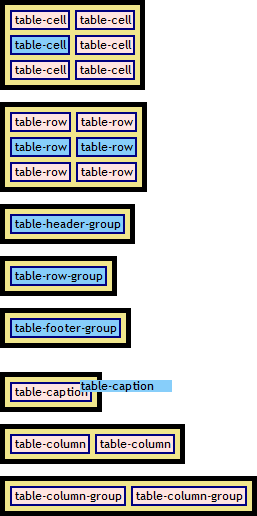 table-cell table-cell
table-cell table-cell
table-cell table-cell
table-row table-row
table-row table-row
table-row table-row
table-header-group
table-row-group
table-footer-group
table-caption
table-caption
table-column table-column
table-column-group table-column-group